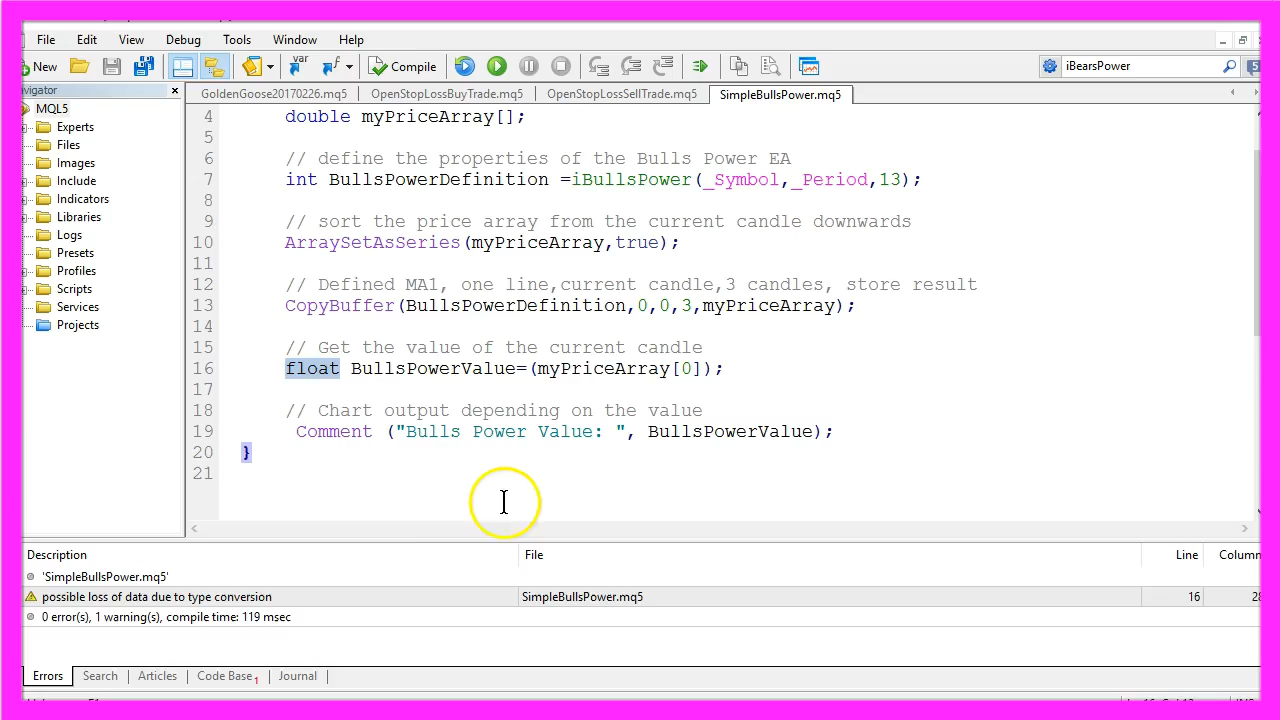 File Edit View Debug Tools Window Help
New Compile iBearsPower 5
avigator GoldenGoose20170226.mq5 OpenStopLossBuyTrade.mq5 OpenStopLossSellTrade.mq5 SimpleBullsPower.mq5
MQL5
Experts
Files
Images
Include
Indicators
Libraries
Logs
Presets
Profiles
Scripts
Services
Projects
4 double myPriceArray[];
5
6 // define the properties of the Bulls Power EA
7 int BullsPowerDefinition =iBullsPower(_Symbol,_Period,13);
8
9 // sort the price array from the current candle downwards
10 ArraySetAsSeries(myPriceArray,true);
11
12 // Defined MA1, one line,current candle,3 candles, store result
13 CopyBuffer(BullsPowerDefinition,0,0,3,myPriceArray);
14
15 // Get the value of the current candle
16 float BullsPowerValue=(myPriceArray[0]);
17
18 // Chart output depending on the value
19 Comment ("Bulls Power Value: ", BullsPowerValue);
20 }
21
Description File Line Column
'SimpleBullsPower.mq5'
possible loss of data due to type conversion SimpleBullsPower.mq5 16 28
0 error(s), 1 warning(s), compile time: 119 msec
Errors Search Articles Code Base 1 Journal